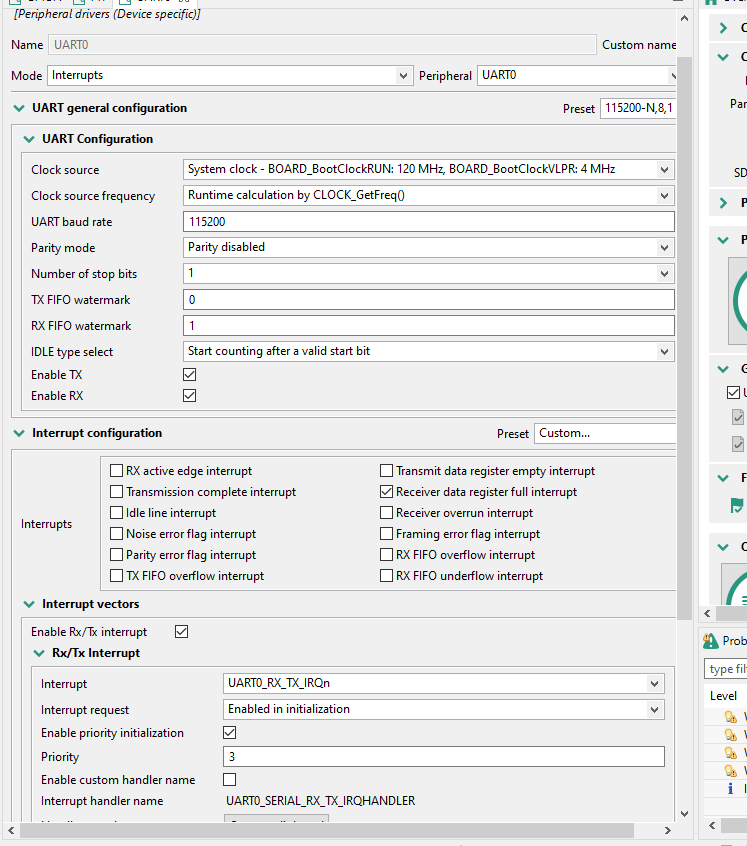 [Peripheral drivers (Device specific)]
Name UART0 Custom name
Mode Interrupts Peripheral UART0
UART general configuration Preset 115200-N,8,1
UART Configuration
Clock source System clock - BOARD_BootClockRUN: 120 MHz, BOARD_BootClockVLPR: 4 MHz
Clock source frequency Runtime calculation by CLOCK_GetFreq()
UART baud rate 115200
Parity mode Parity disabled
Number of stop bits 1
TX FIFO watermark 0
RX FIFO watermark 1
IDLE type select Start counting after a valid start bit
Enable TX
Enable RX
Interrupt configuration Preset Custom...
Interrupts
RX active edge interrupt Transmit data register empty interrupt
Transmission complete interrupt Receiver data register full interrupt
Idle line interrupt Receiver overrun interrupt
Noise error flag interrupt Framing error flag interrupt
Parity error flag interrupt RX FIFO overflow interrupt
TX FIFO overflow interrupt RX FIFO underflow interrupt
Interrupt vectors
Enable Rx/Tx interrupt
Rx/Tx Interrupt
Interrupt UART0_RX_TX_IRQn
Interrupt request Enabled in initialization
Enable priority initialization
Priority 3
Enable custom handler name
Interrupt handler name UART0_SERIAL_RX_TX_IRQHANDLER
Par
SD
Prob
type filt
Level